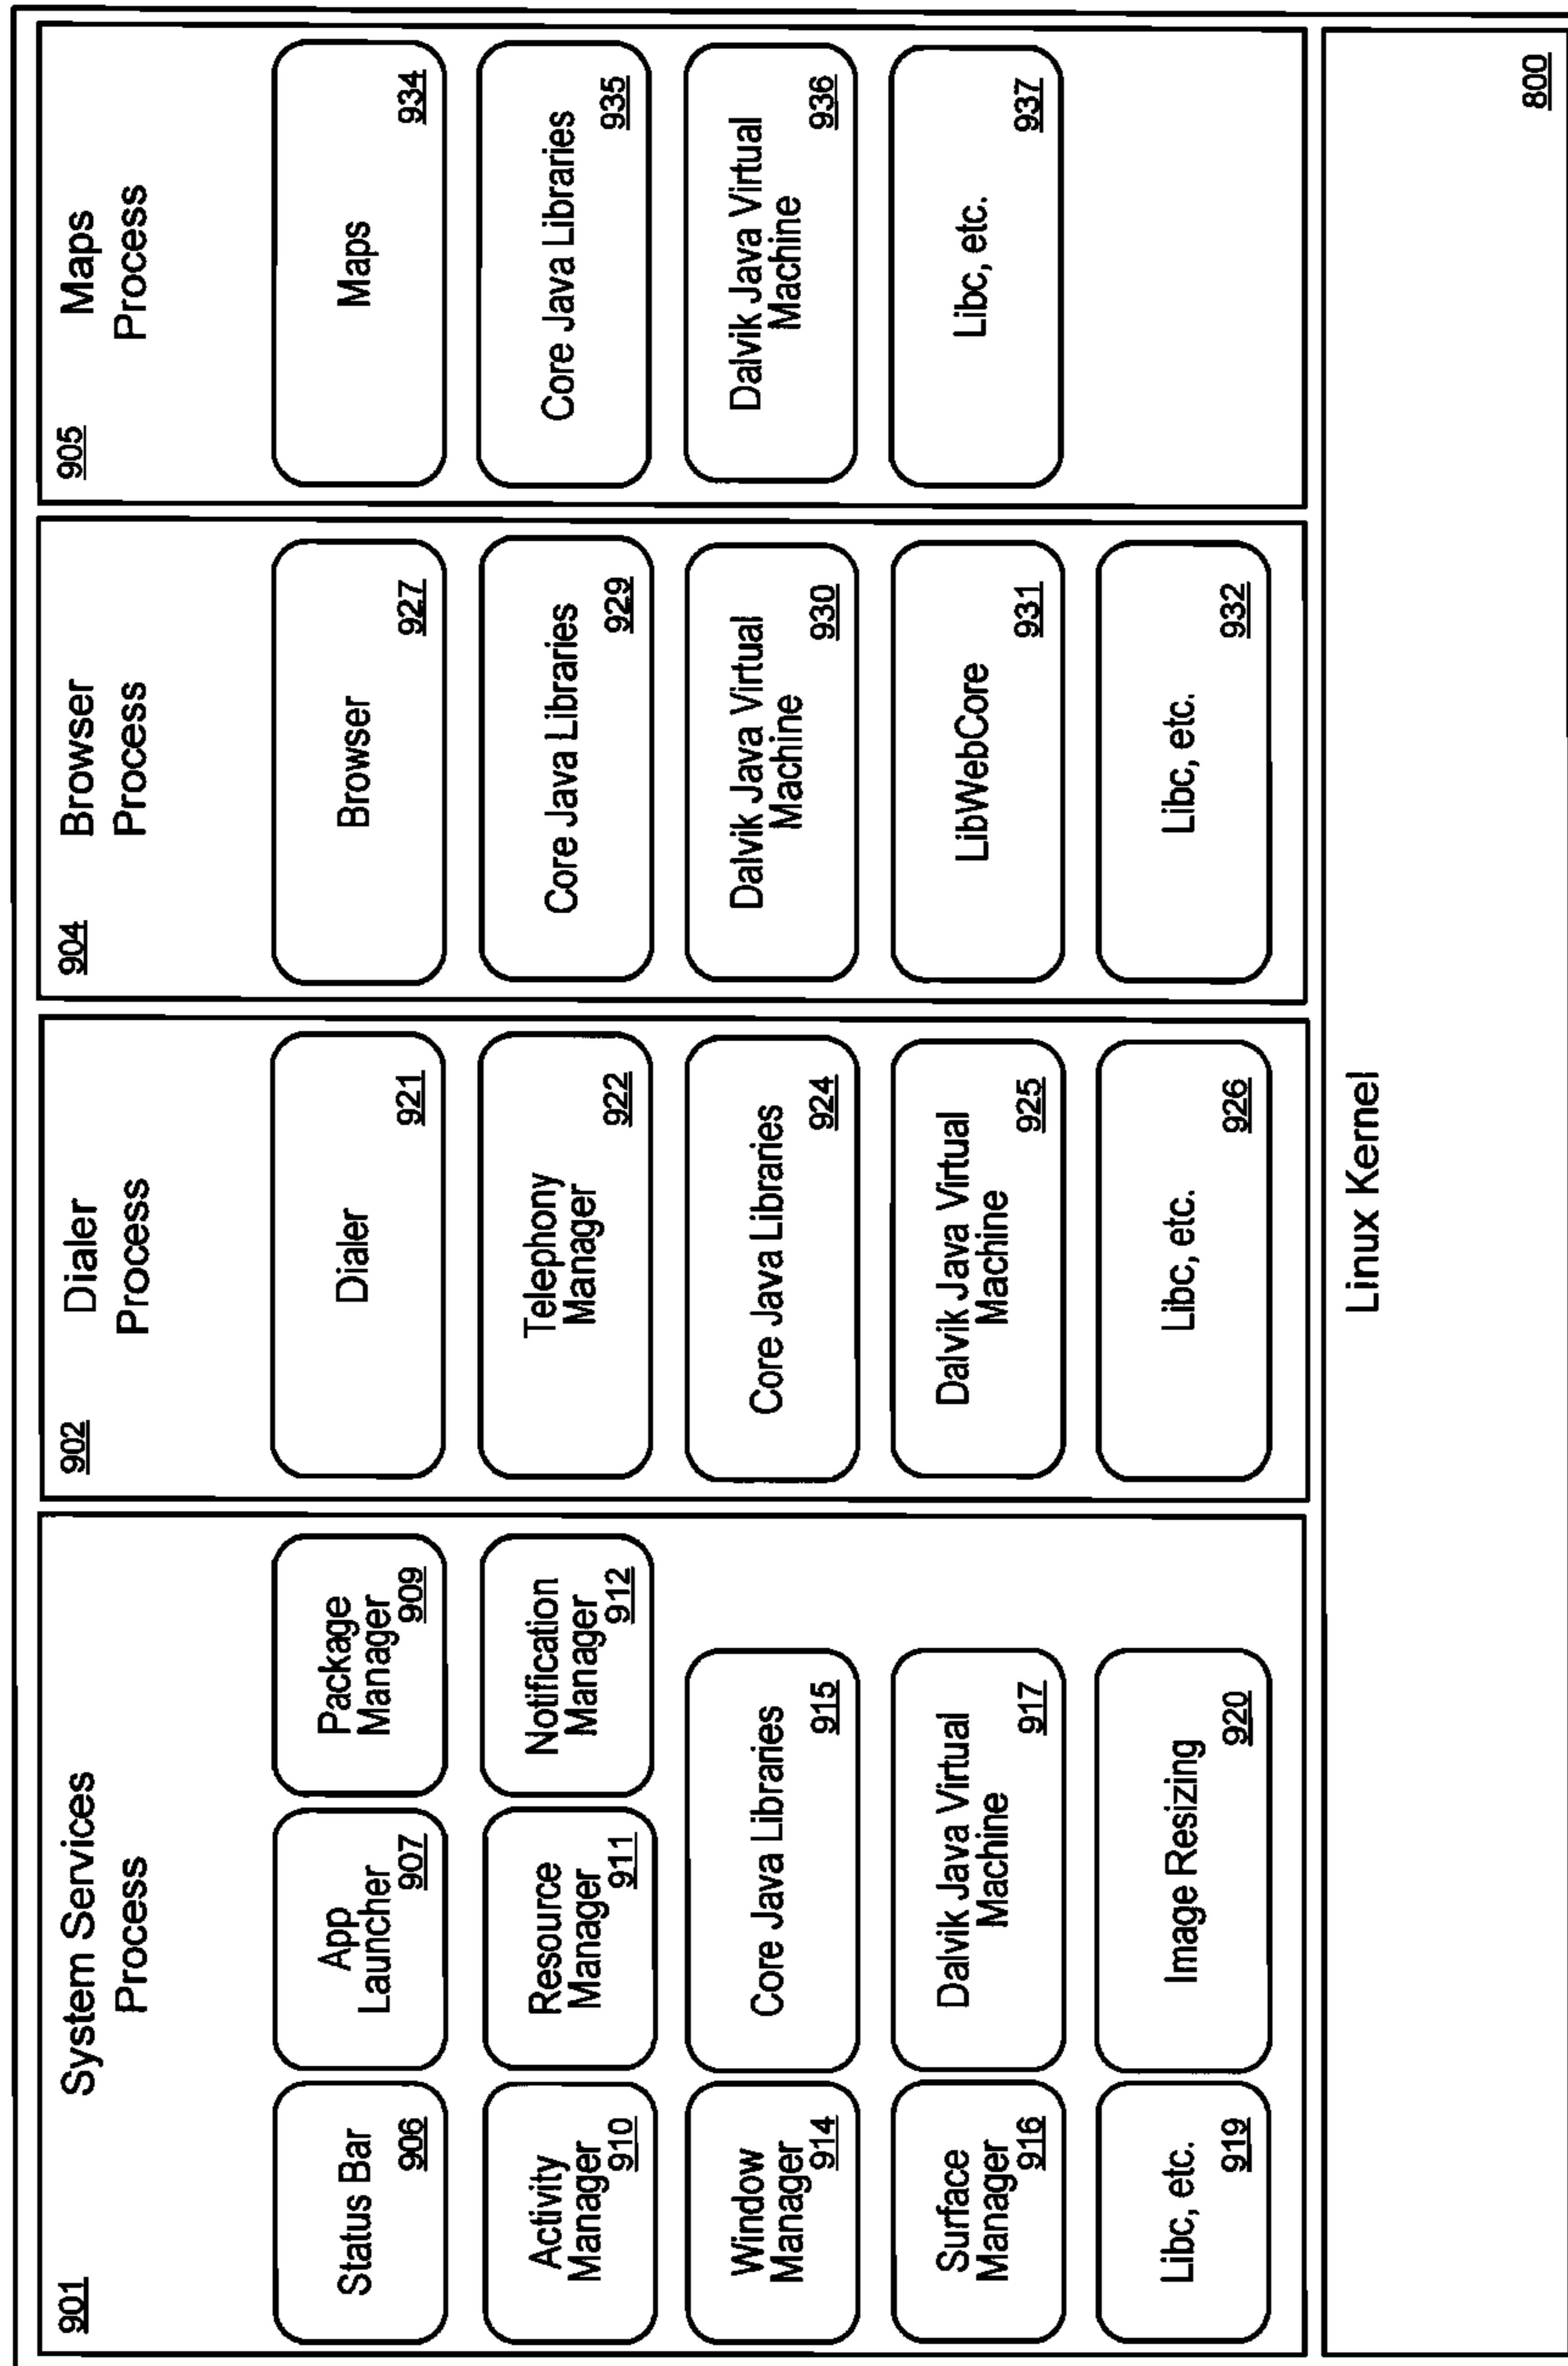 901
System Services
Process
Status Bar
906
App
Launcher
907
Package
Manager
909
Activity
Manager
910
Resource
Manager
911
Notification
Manager
912
Window
Manager
914
Core Java Libraries
915
Surface
Manager
916
Dalvik Java Virtual
Machine
917
Libc, etc.
919
Image Resizing
920
902
Dialer
Process
Dialer
921
Telephony
Manager
922
Core Java Libraries
924
Dalvik Java Virtual
Machine
925
Libc, etc.
926
904
Browser
Process
Browser
927
Core Java Libraries
929
Dalvik Java Virtual
Machine
930
LibWebCore
931
Libc, etc.
932
905
Maps
Process
Maps
934
Core Java Libraries
935
Dalvik Java Virtual
Machine
936
Libc, etc.
937
Linux Kernel
800